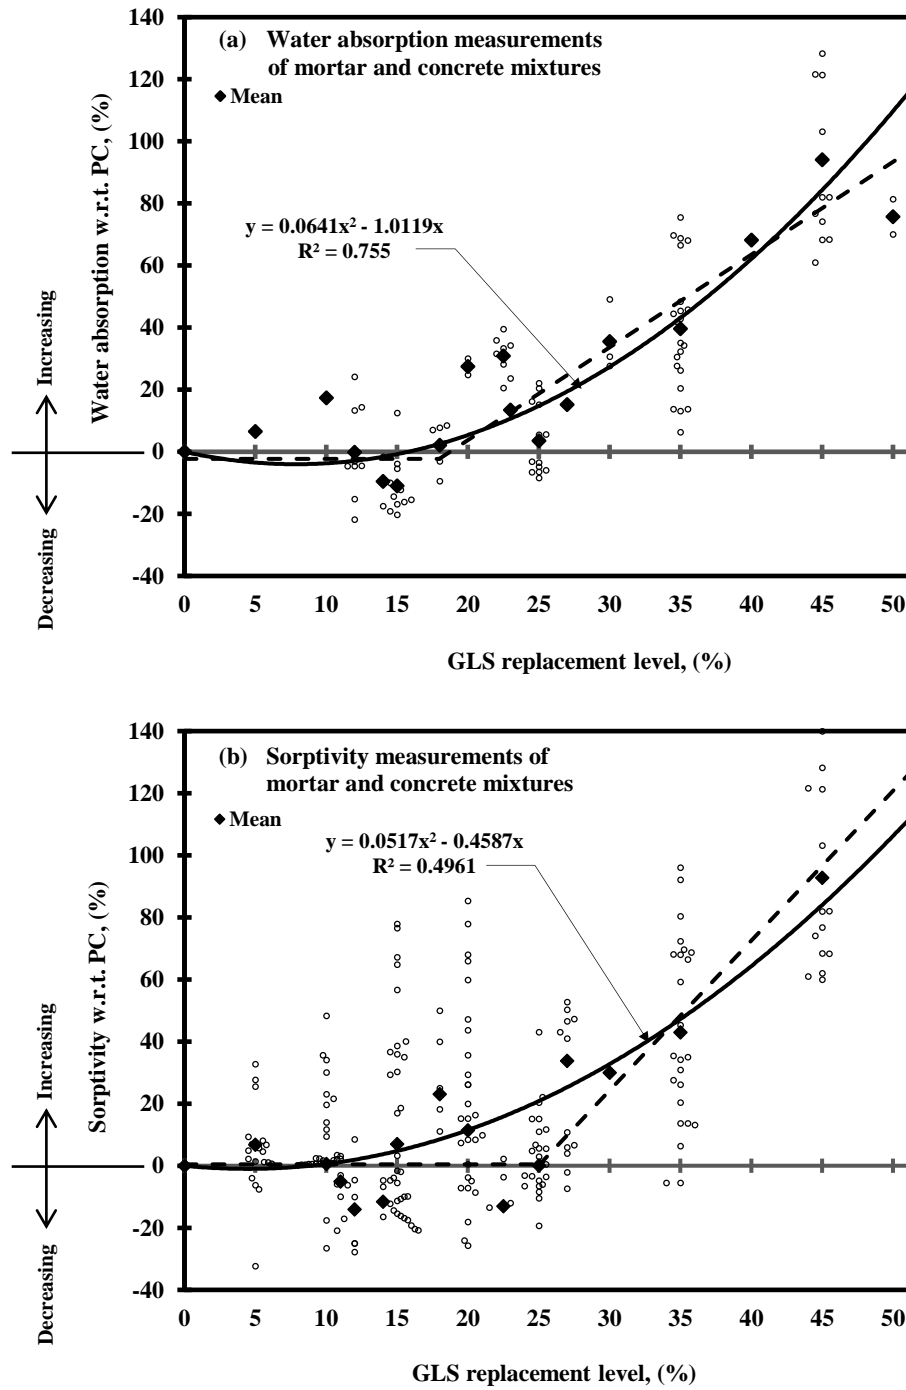 140
120
100
80
60
40
20
0
-20
-40
Water absorption w.r.t. PC, (%)
Increasing
Decreasing
(a) Water absorption measurements
of mortar and concrete mixtures
Mean
y = 0.0641x² - 1.0119x
R² = 0.755
0 5 10 15 20 25 30 35 40 45 50
GLS replacement level, (%)
140
120
100
80
60
40
20
0
-20
-40
Sorptivity w.r.t. PC, (%)
Increasing
Decreasing
(b) Sorptivity measurements of
mortar and concrete mixtures
Mean
y = 0.0517x² - 0.4587x
R² = 0.4961
0 5 10 15 20 25 30 35 40 45 50
GLS replacement level, (%)